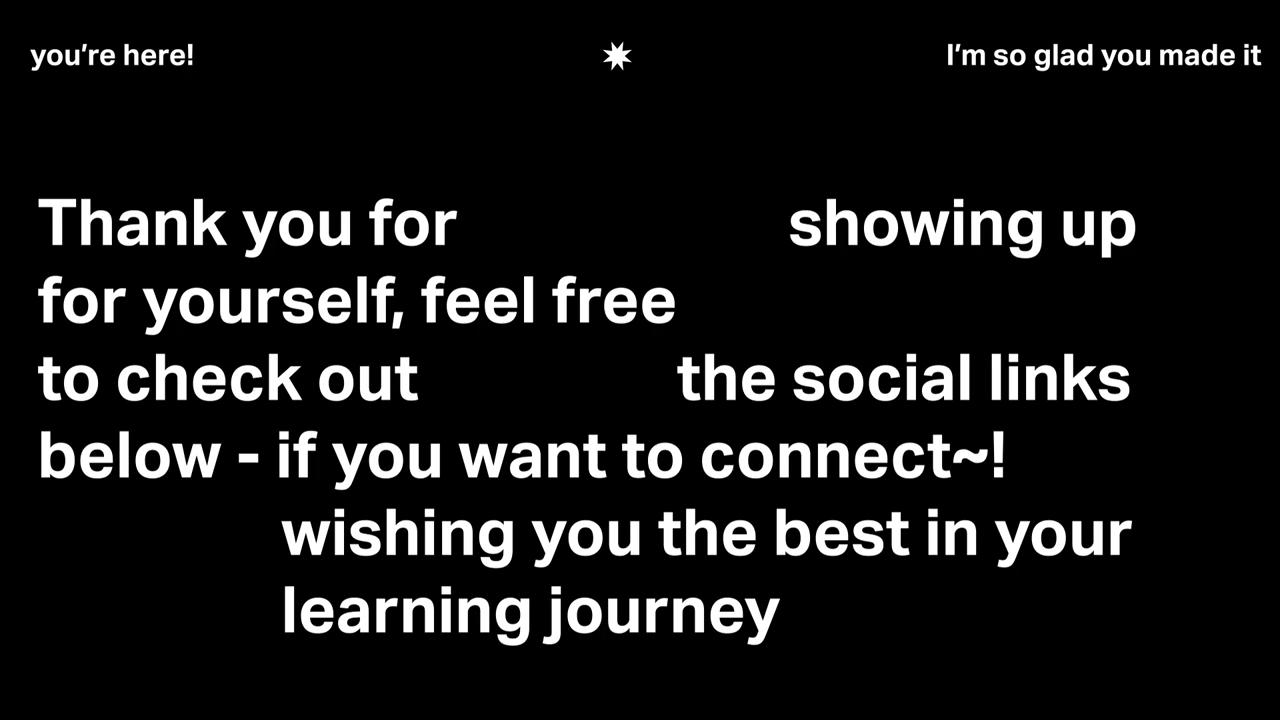 you're here!
I'm so glad you made it
Thank you for showing up
for yourself, feel free
to check out the social links
below - if you want to connect~!
wishing you the best in your
learning journey